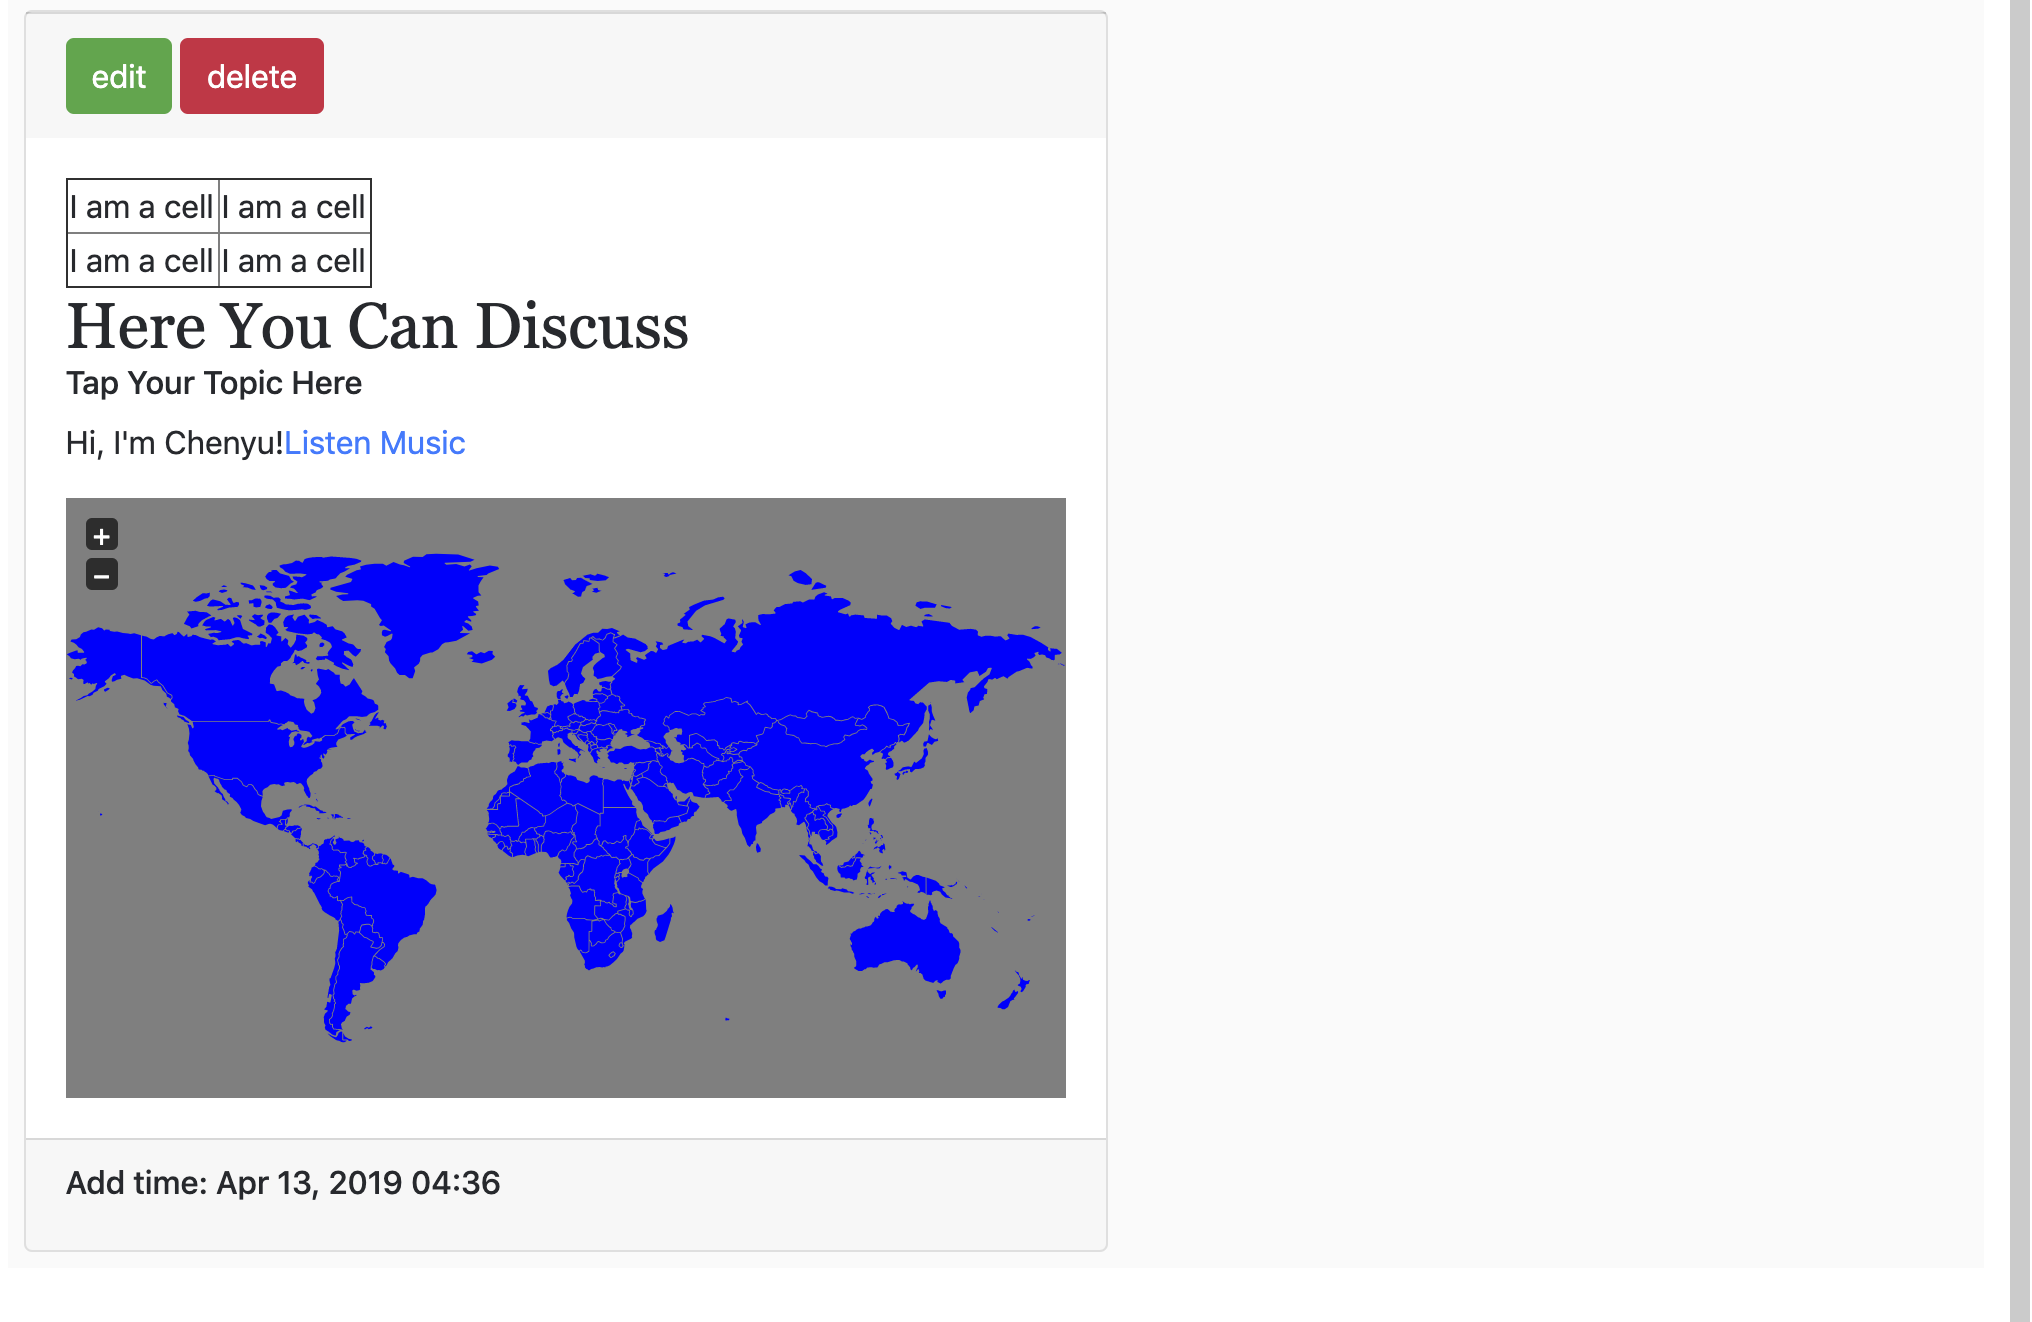 edit delete
I am a cell I am a cell
I am a cell I am a cell
Here You Can Discuss
Tap Your Topic Here
Hi, I'm Chenyu!Listen Music
+
−
Add time: Apr 13, 2019 04:36